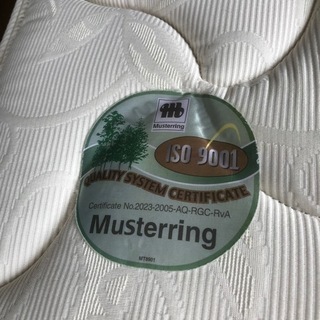 Musterring
ISO 9001
QUALITY SYSTEM CERTIFICATE
Certificate No.2023-2005-AQ-RGC-RvA
Musterring